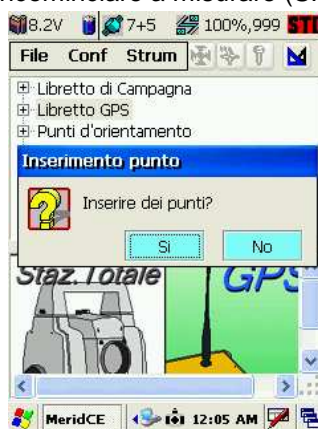 8.2V 7+5 100%,999
File Conf Strum
Libretto di Campagna
Libretto GPS
Punti d'orientamento
Inserimento punto
Inserire dei punti?
Si No
Staz. Totale GPS
MeridCE 12:05 AM